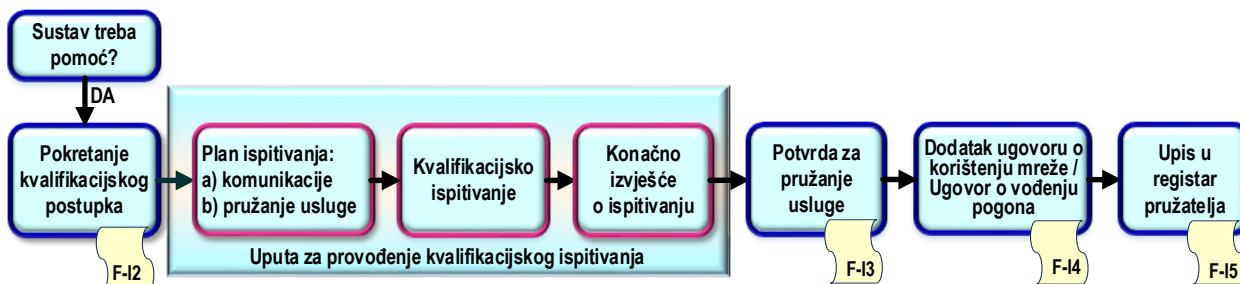 Sustav treba
pomoć?
DA
Pokretanje
kvalifikacijskog
postupka
F-I2
Plan ispitivanja:
a) komunikacije
b) pružanje usluge
Kvalifikacijsko
ispitivanje
Konačno
izvješće
o ispitivanju
Uputa za provođenje kvalifikacijskog ispitivanja
Potvrda za
pružanje
usluge
F-I3
Dodatak ugovoru o
korištenju mreže /
Ugovor o vođenju
pogona
F-I4
Upis u
registar
pružatelja
F-I5